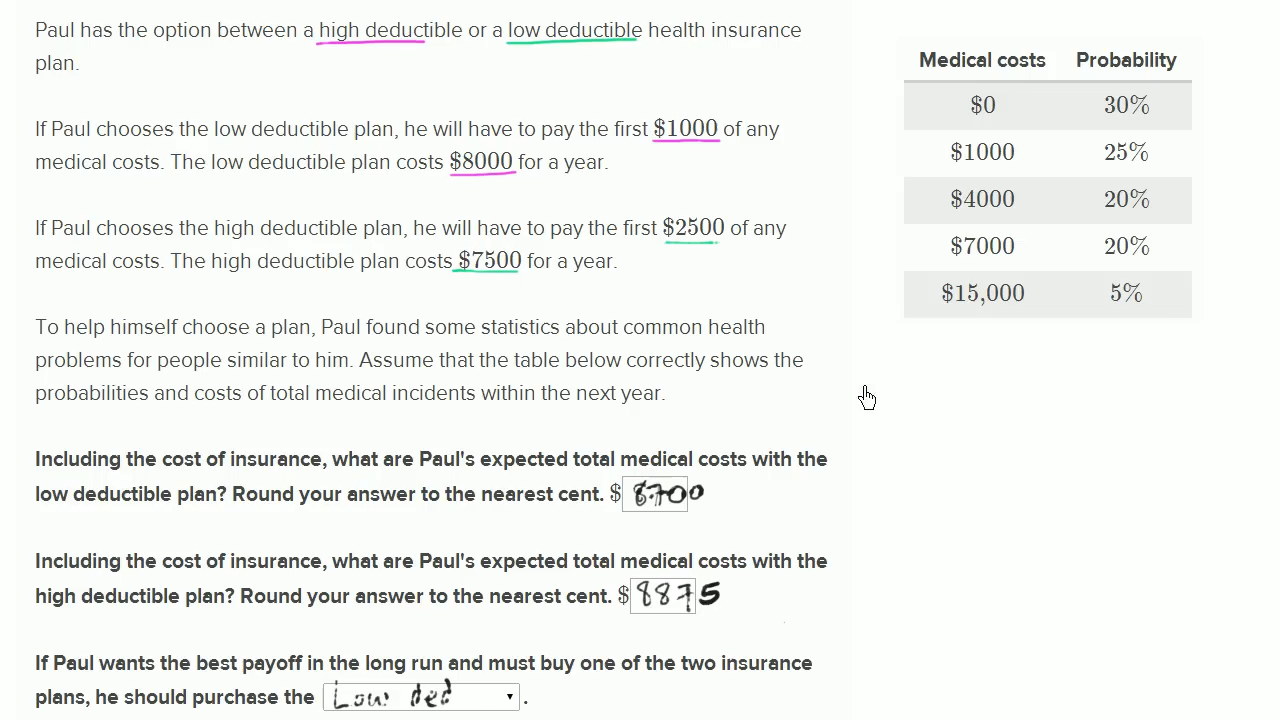 Paul has the option between a high deductible or a low deductible health insurance
plan.
If Paul chooses the low deductible plan, he will have to pay the first $1000 of any
medical costs. The low deductible plan costs $8000 for a year.
If Paul chooses the high deductible plan, he will have to pay the first $2500 of any
medical costs. The high deductible plan costs $7500 for a year.
To help himself choose a plan, Paul found some statistics about common health
problems for people similar to him. Assume that the table below correctly shows the
probabilities and costs of total medical incidents within the next year.
Including the cost of insurance, what are Paul's expected total medical costs with the
low deductible plan? Round your answer to the nearest cent. $ 8700
Including the cost of insurance, what are Paul's expected total medical costs with the
high deductible plan? Round your answer to the nearest cent. $ 8875
If Paul wants the best payoff in the long run and must buy one of the two insurance
plans, he should purchase the Low ded .
Medical costs Probability
$0 30%
$1000 25%
$4000 20%
$7000 20%
$15,000 5%